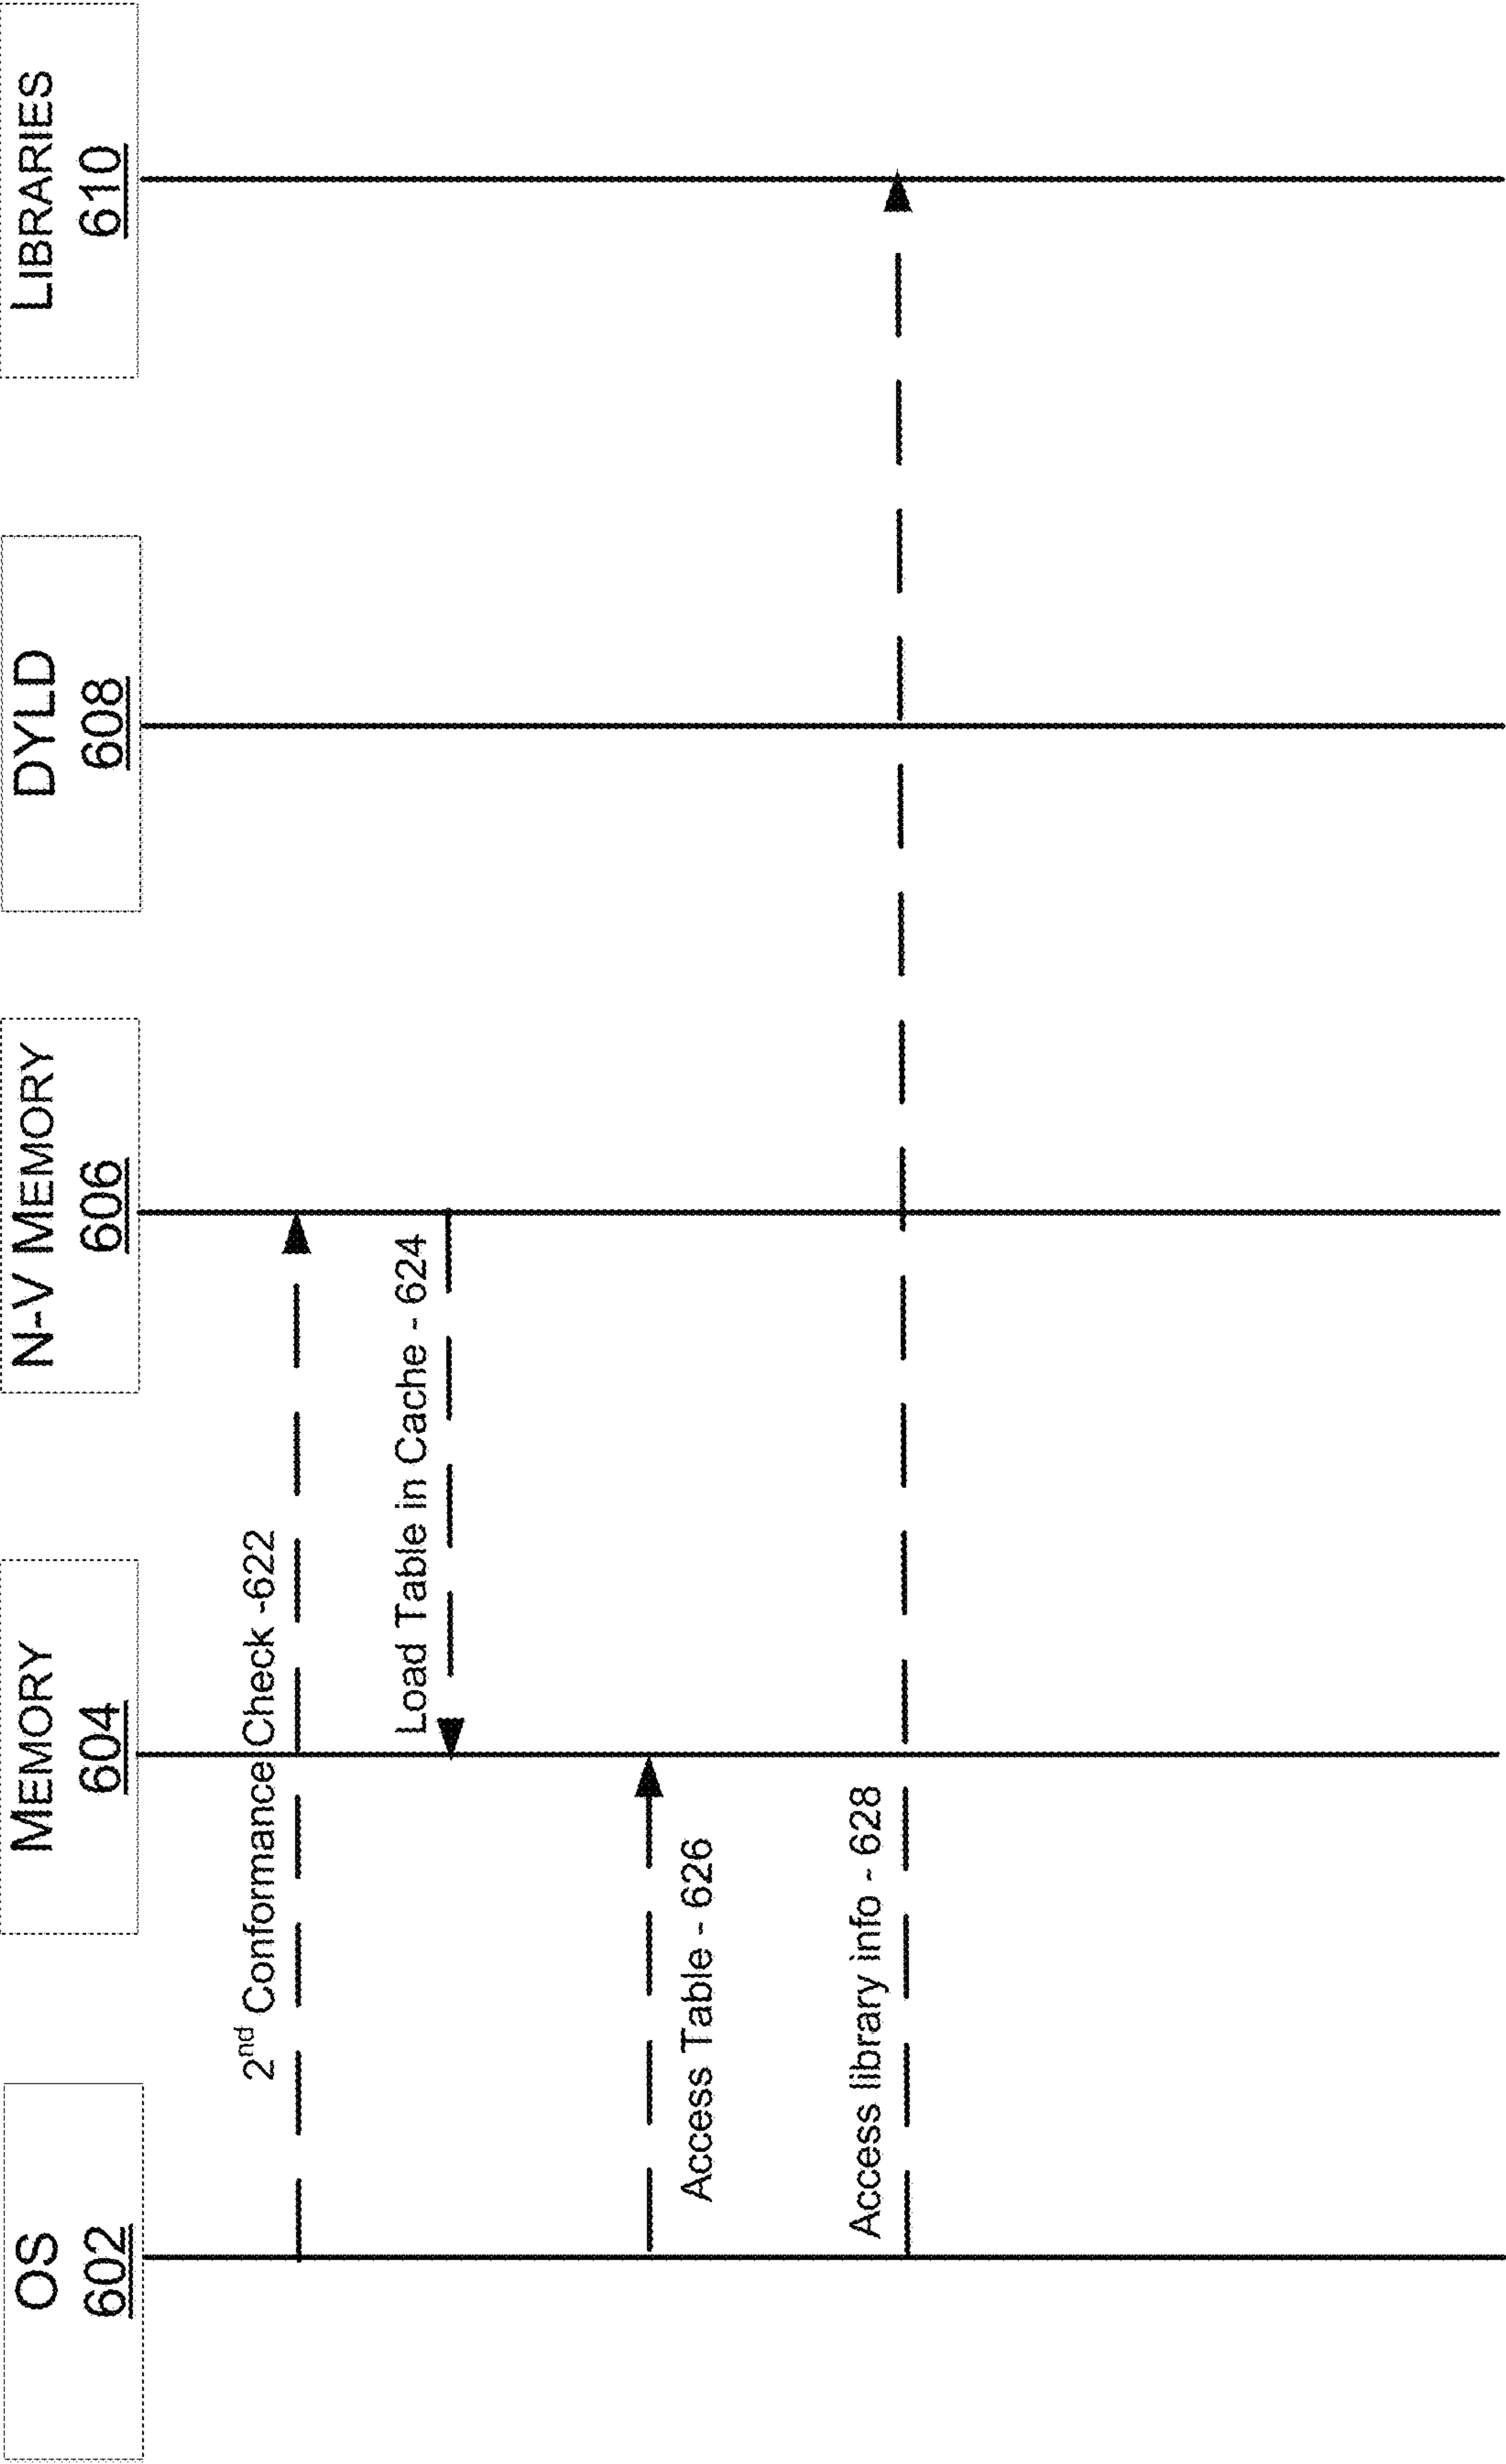 OS
602
MEMORY
604
N-V MEMORY
606
DYLD
608
LIBRARIES
610
2nd Conformance Check -622
Load Table in Cache - 624
Access Table - 626
Access library info - 628